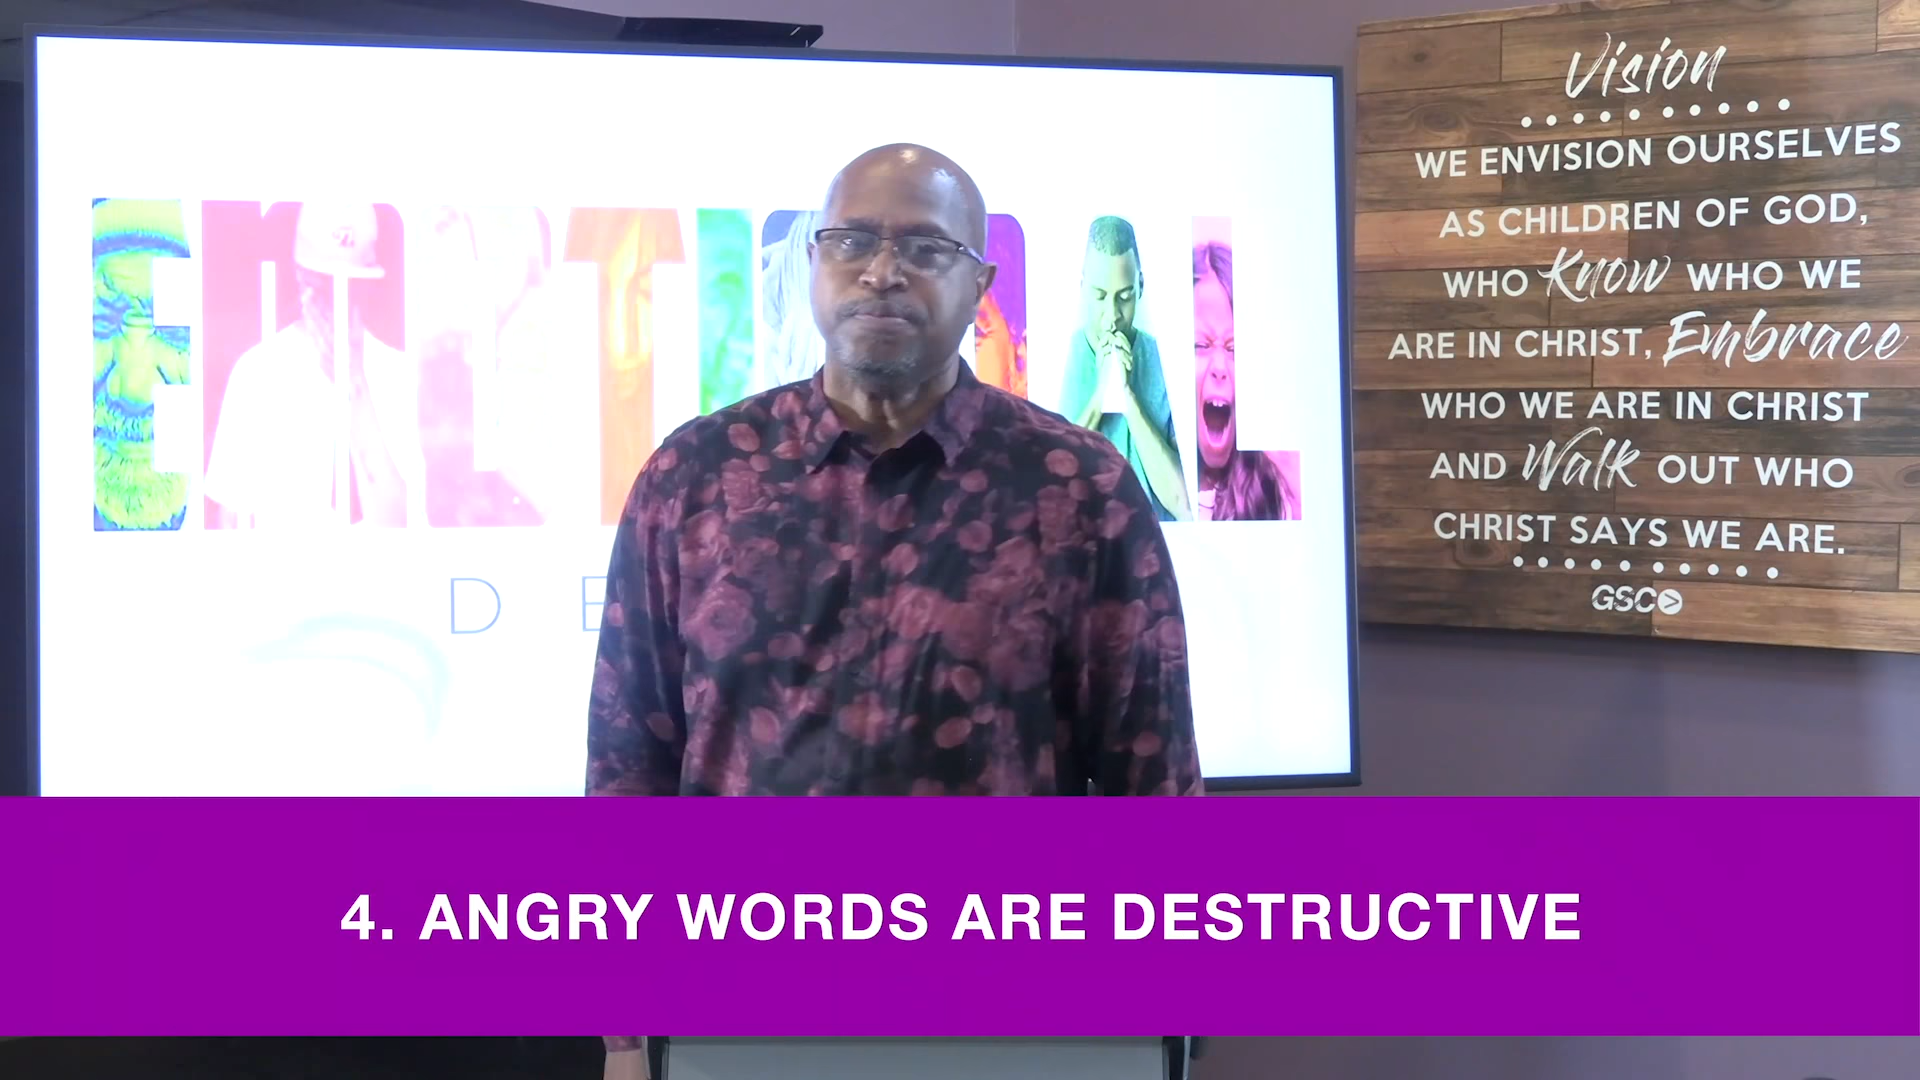 EMOTIONAL
D E
Vision
WE ENVISION OURSELVES
AS CHILDREN OF GOD,
WHO Know WHO WE
ARE IN CHRIST, Embrace
WHO WE ARE IN CHRIST
AND Walk OUT WHO
CHRIST SAYS WE ARE.
GSC>
4. ANGRY WORDS ARE DESTRUCTIVE